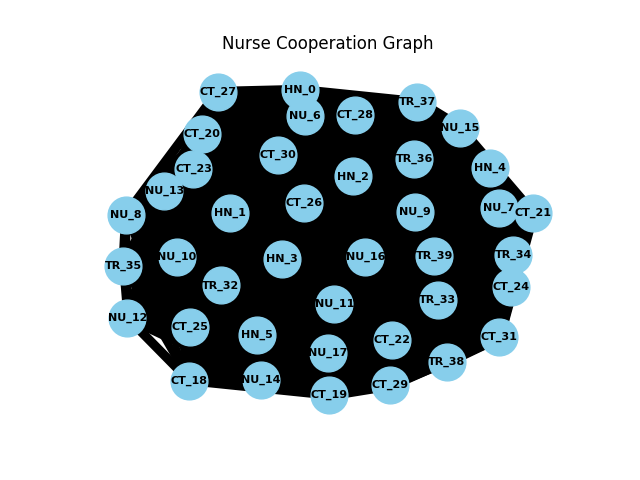 Nurse Cooperation Graph
CT_27
HN_0
TR_37
NU_6
CT_28
NU_15
CT_20
CT_30
TR_36
CT_23
HN_4
HN_2
NU_13
CT_26
NU_7
NU_8
HN_1
NU_9
CT_21
TR_35
NU_10
HN_3
NU_16
TR_39
TR_34
TR_32
CT_24
NU_12
NU_11
TR_33
CT_25
HN_5
CT_22
CT_31
NU_17
TR_38
CT_18
NU_14
CT_29
CT_19